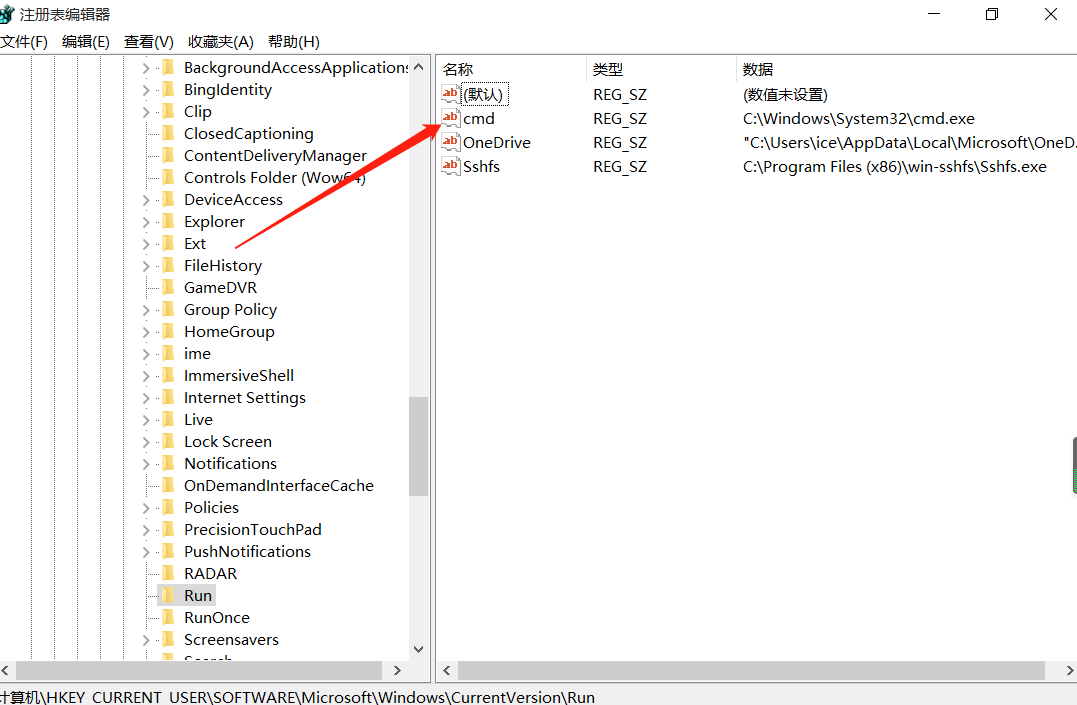 注册表编辑器
文件(F) 编辑(E) 查看(V) 收藏夹(A) 帮助(H)
BackgroundAccessApplications
BingIdentity
Clip
ClosedCaptioning
ContentDeliveryManager
Controls Folder (Wow64)
DeviceAccess
Explorer
Ext
FileHistory
GameDVR
Group Policy
HomeGroup
ime
ImmersiveShell
Internet Settings
Live
Lock Screen
Notifications
OnDemandInterfaceCache
Policies
PrecisionTouchPad
PushNotifications
RADAR
Run
RunOnce
Screensavers
Search
名称 类型 数据
ab (默认) REG_SZ (数值未设置)
ab cmd REG_SZ C:\Windows\System32\cmd.exe
ab OneDrive REG_SZ "C:\Users\ice\AppData\Local\Microsoft\OneD
ab Sshfs REG_SZ C:\Program Files (x86)\win-sshfs\Sshfs.exe
计算机\HKEY_CURRENT_USER\SOFTWARE\Microsoft\Windows\CurrentVersion\Run